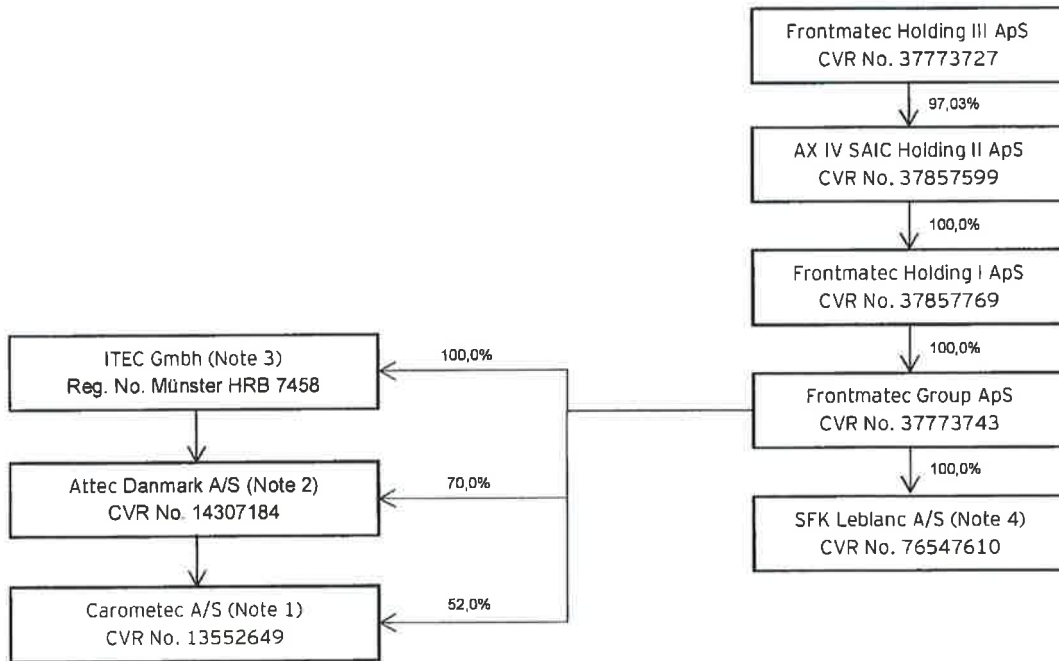 Frontmatec Holding III ApS
CVR No. 37773727
97,03%
AX IV SAIC Holding II ApS
CVR No. 37857599
100,0%
Frontmatec Holding I ApS
CVR No. 37857769
100,0%
ITEC Gmbh (Note 3)
Reg. No. Münster HRB 7458
100,0%
Frontmatec Group ApS
CVR No. 37773743
100,0%
Attec Danmark A/S (Note 2)
CVR No. 14307184
70,0%
SFK Leblanc A/S (Note 4)
CVR No. 76547610
Carometec A/S (Note 1)
CVR No. 13552649
52,0%